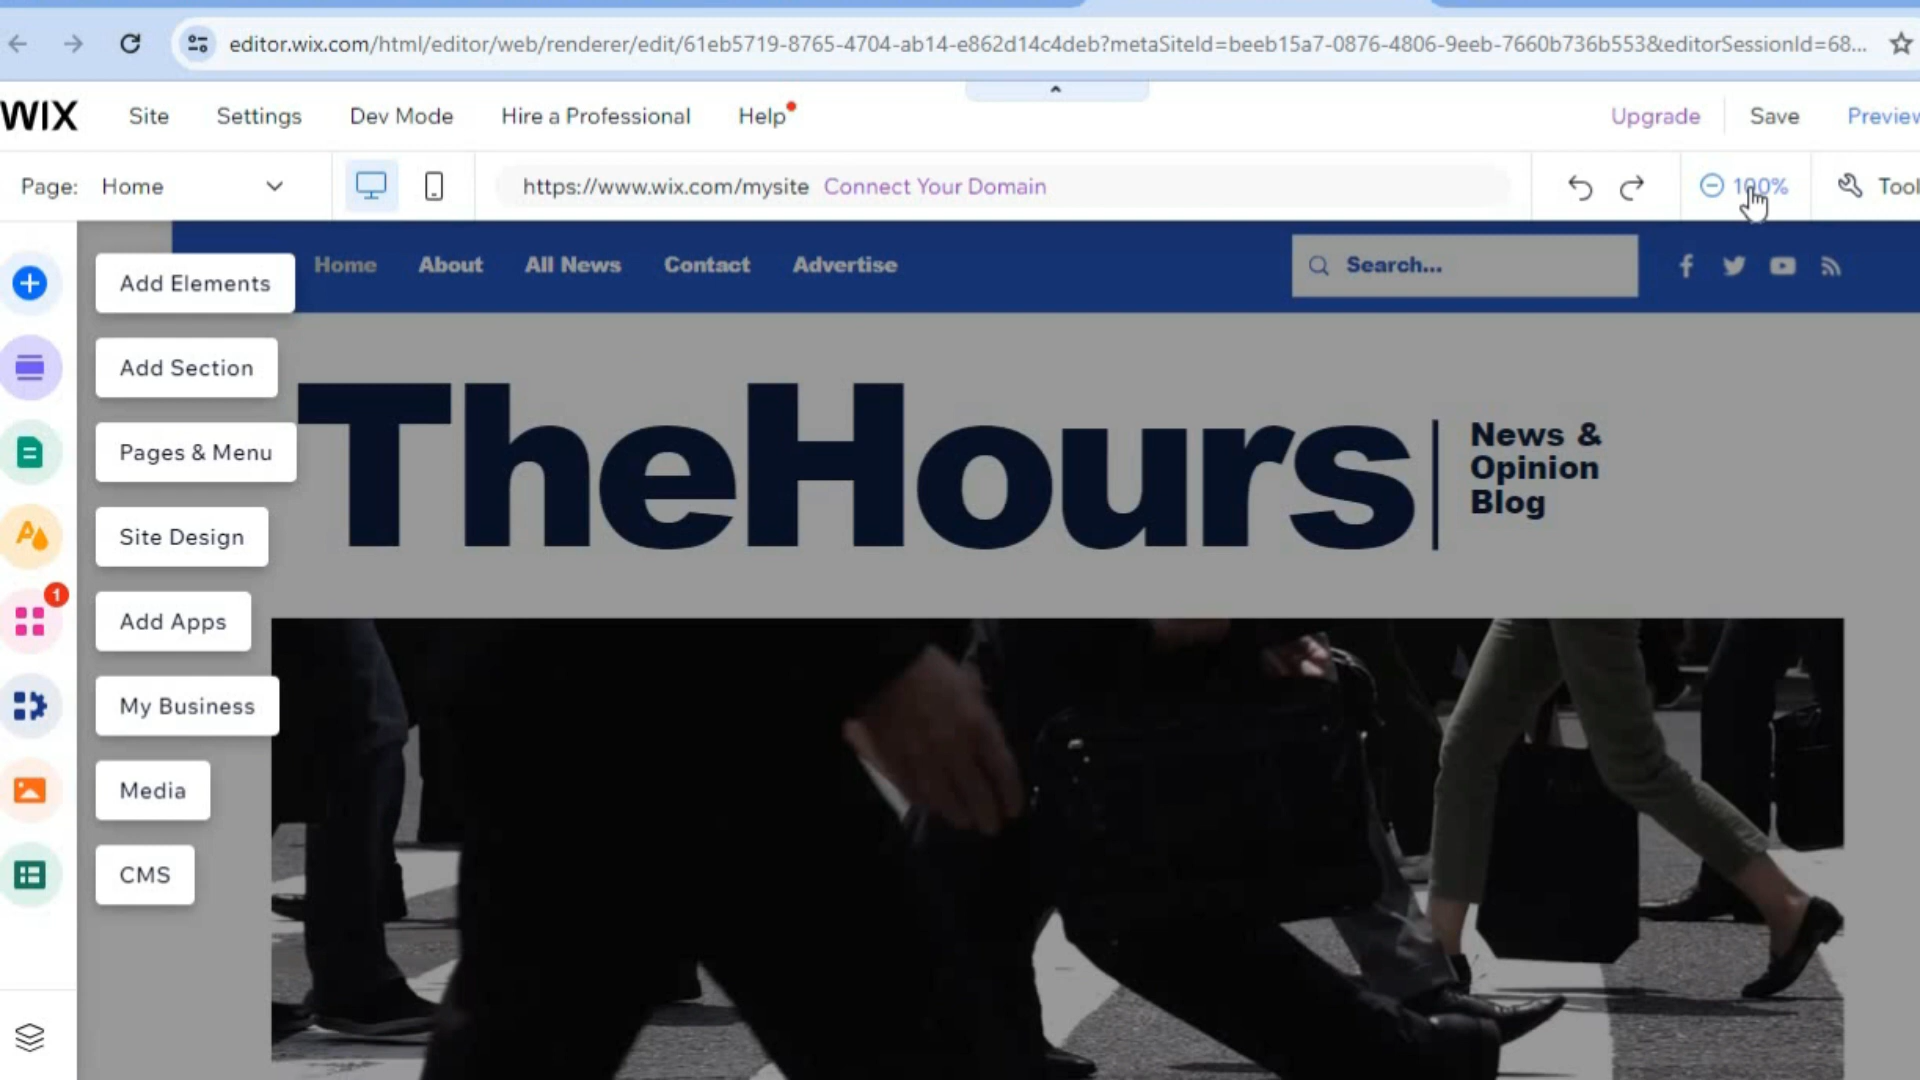 editor.wix.com/html/editor/web/renderer/edit/61eb5719-8765-4704-ab14-e862d14c4deb?metaSiteId=beeb15a7-0876-4806-9eeb-7660b736b553&editorSessionId=68...
WIX Site Settings Dev Mode Hire a Professional Help Upgrade Save Preview
Page: Home https://www.wix.com/mysite Connect Your Domain 100% Tool
Home About All News Contact Advertise Search...
Add Elements
Add Section
TheHours
News &
Opinion
Blog
Pages & Menu
Site Design
1
Add Apps
My Business
Media
CMS